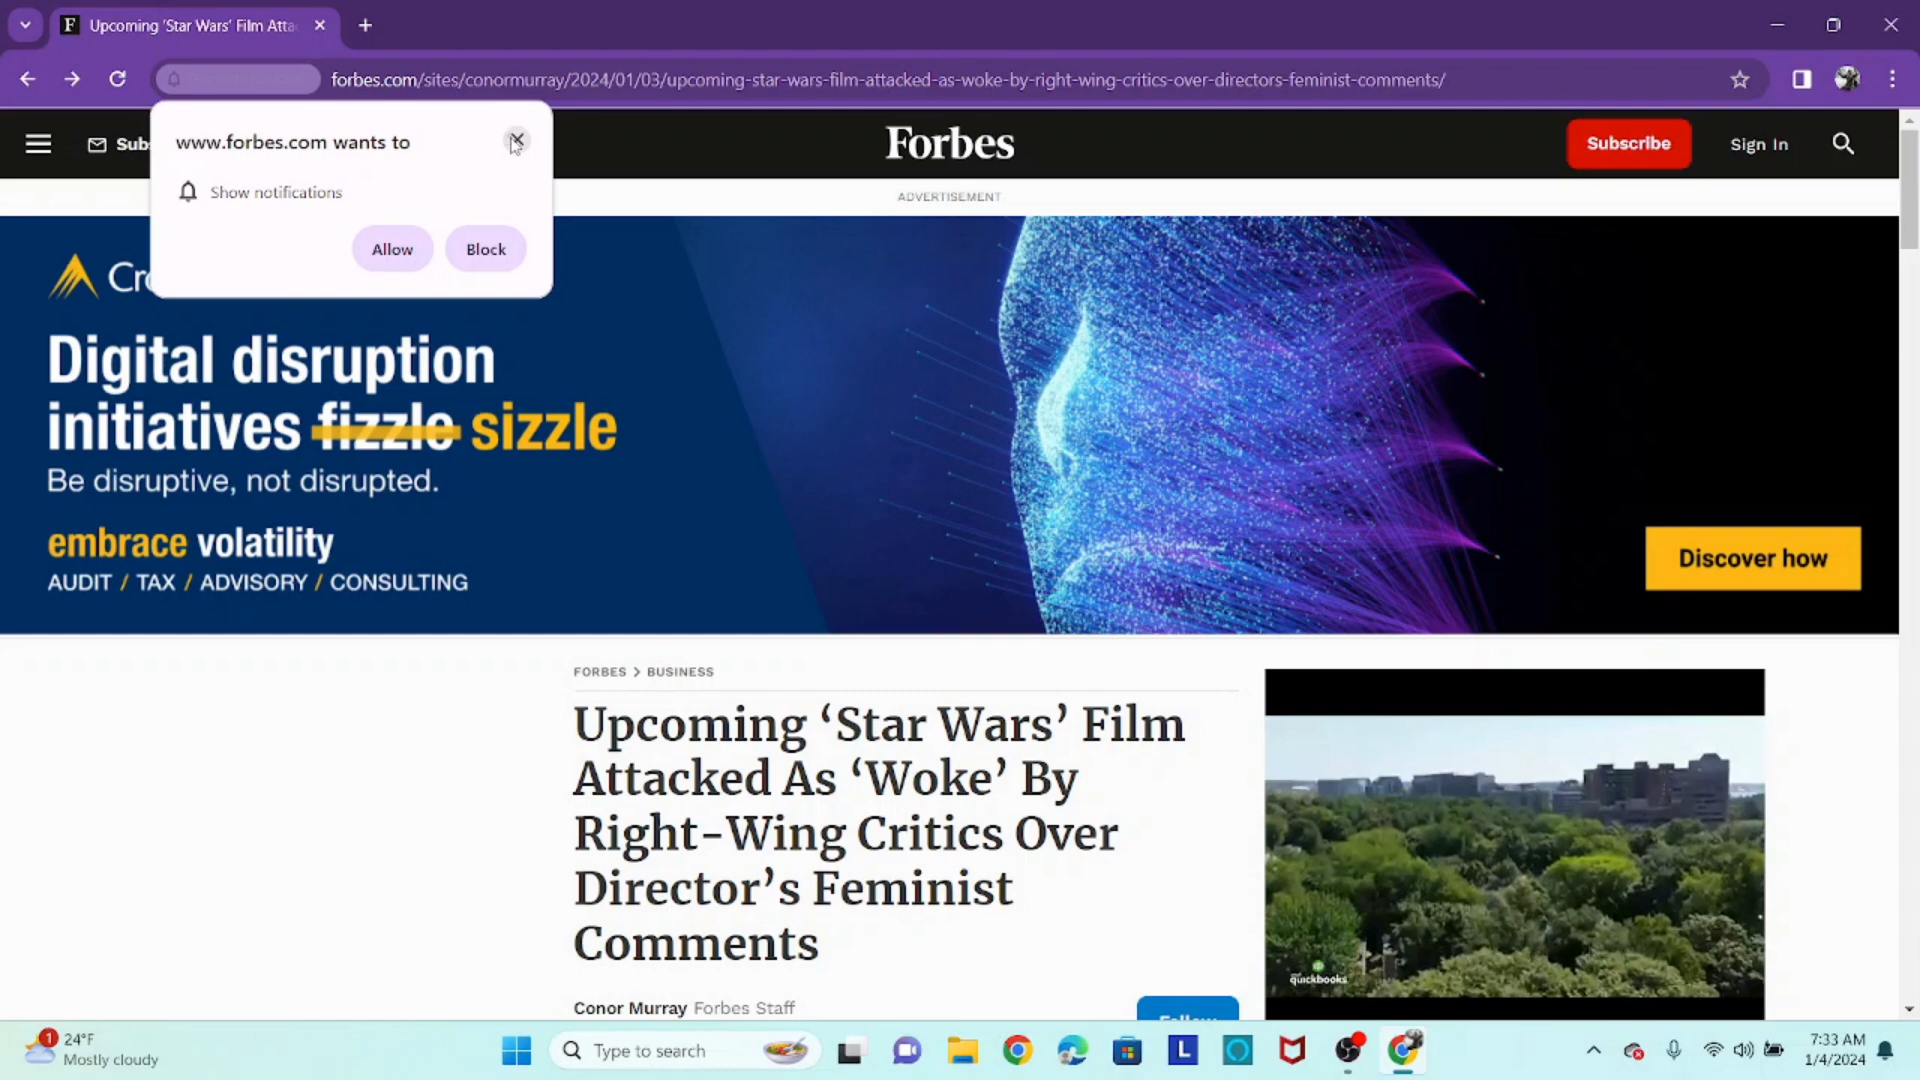 Upcoming ‘Star Wars’ Film Atta
forbes.com/sites/conormurray/2024/01/03/upcoming-star-wars-film-attacked-as-woke-by-right-wing-critics-over-directors-feminist-comments/
www.forbes.com wants to
Show notifications
Allow Block
Forbes
Subscribe
Sign In
ADVERTISEMENT
Digital disruption
initiatives fizzle sizzle
Be disruptive, not disrupted.
embrace volatility
AUDIT / TAX / ADVISORY / CONSULTING
Discover how
FORBES > BUSINESS
Upcoming ‘Star Wars’ Film
Attacked As ‘Woke’ By
Right-Wing Critics Over
Director’s Feminist
Comments
Conor Murray Forbes Staff
quickbooks
1
24°F
Mostly cloudy
Type to search
7:33 AM
1/4/2024